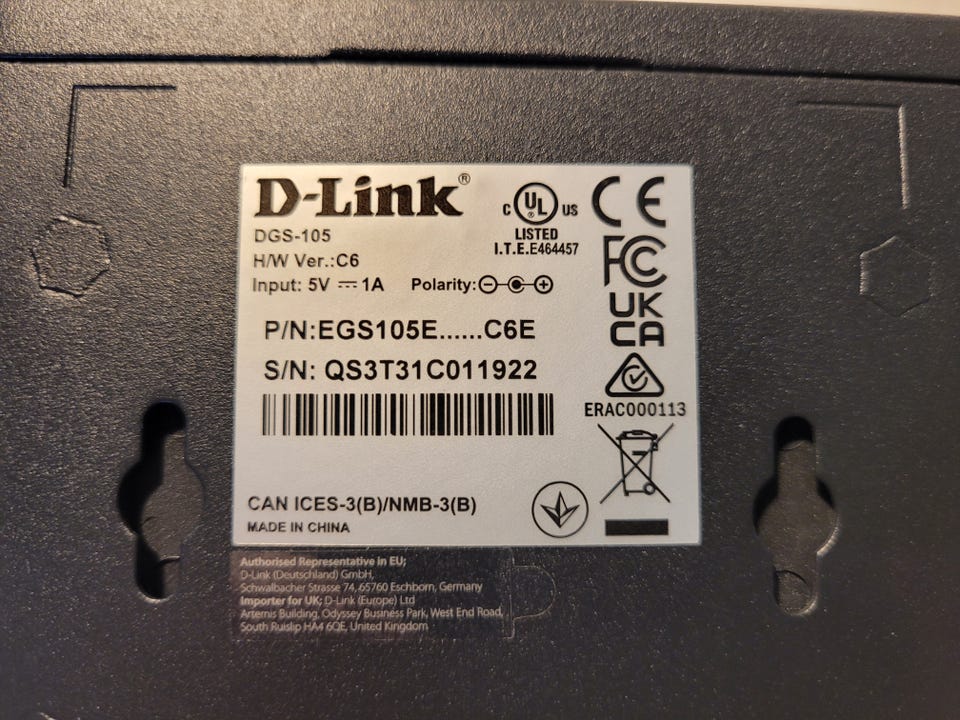 D-Link®
DGS-105
H/W Ver.:C6
Input: 5V ⎓ 1A Polarity:
P/N:EGS105E......C6E
S/N: QS3T31C011922
CAN ICES-3(B)/NMB-3(B)
MADE IN CHINA
C UL® US
LISTED
I.T.E.E464457
CE
FC
UK
CA
ERAC000113
Authorised Representative in EU;
D-Link (Deutschland) GmbH,
Schwalbacher Strasse 74, 65760 Eschborn, Germany
Importer for UK; D-Link (Europe) Ltd
Artemis Building, Odyssey Business Park, West End Road,
South Ruislip HA4 6QE, United Kingdom